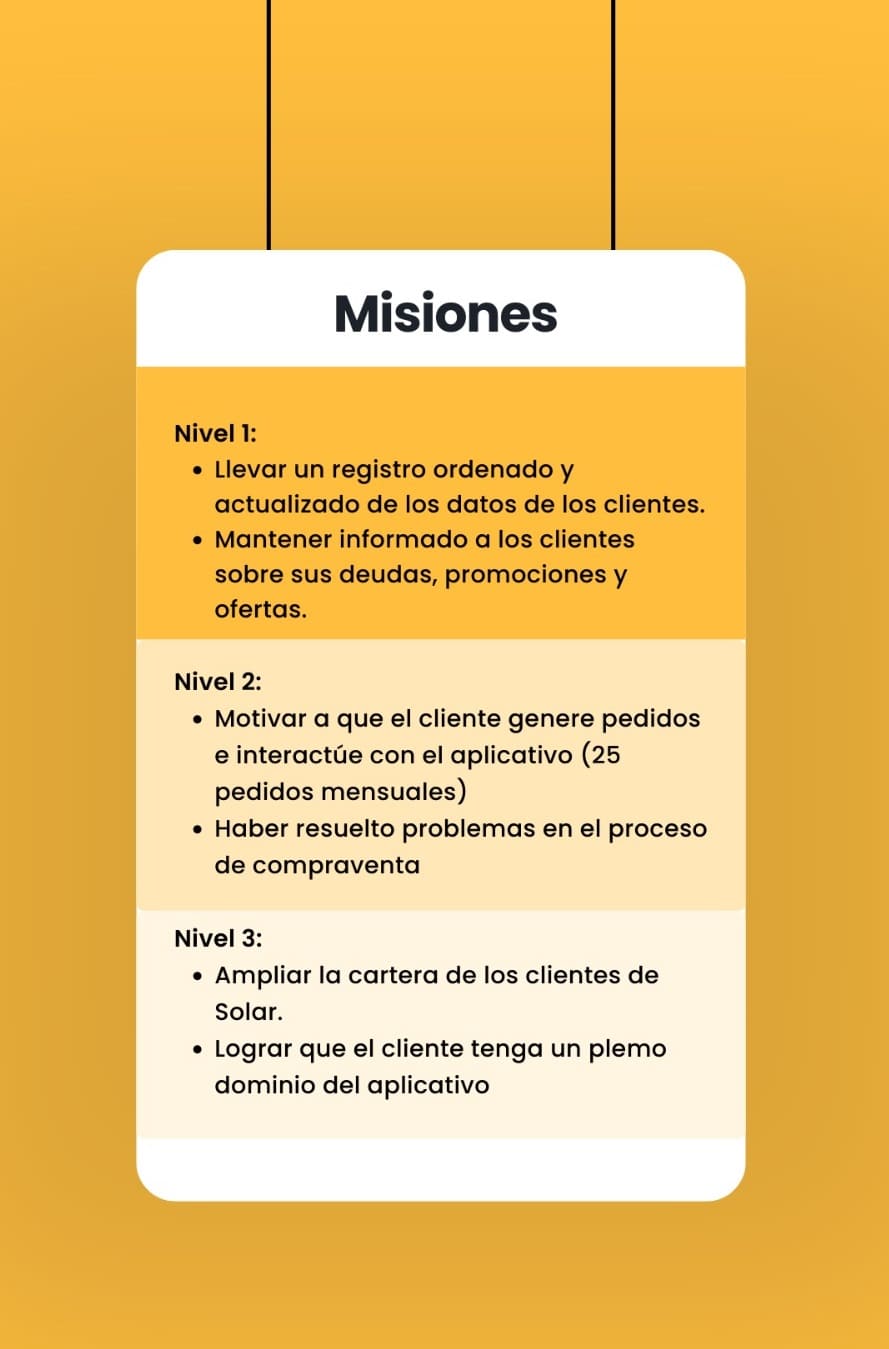 Misiones
Nivel 1:
• Llevar un registro ordenado y
actualizado de los datos de los clientes.
• Mantener informado a los clientes
sobre sus deudas, promociones y
ofertas.
Nivel 2:
• Motivar a que el cliente genere pedidos
e interactúe con el aplicativo (25
pedidos mensuales)
• Haber resuelto problemas en el proceso
de compraventa
Nivel 3:
• Ampliar la cartera de los clientes de
Solar.
• Lograr que el cliente tenga un plemo
dominio del aplicativo